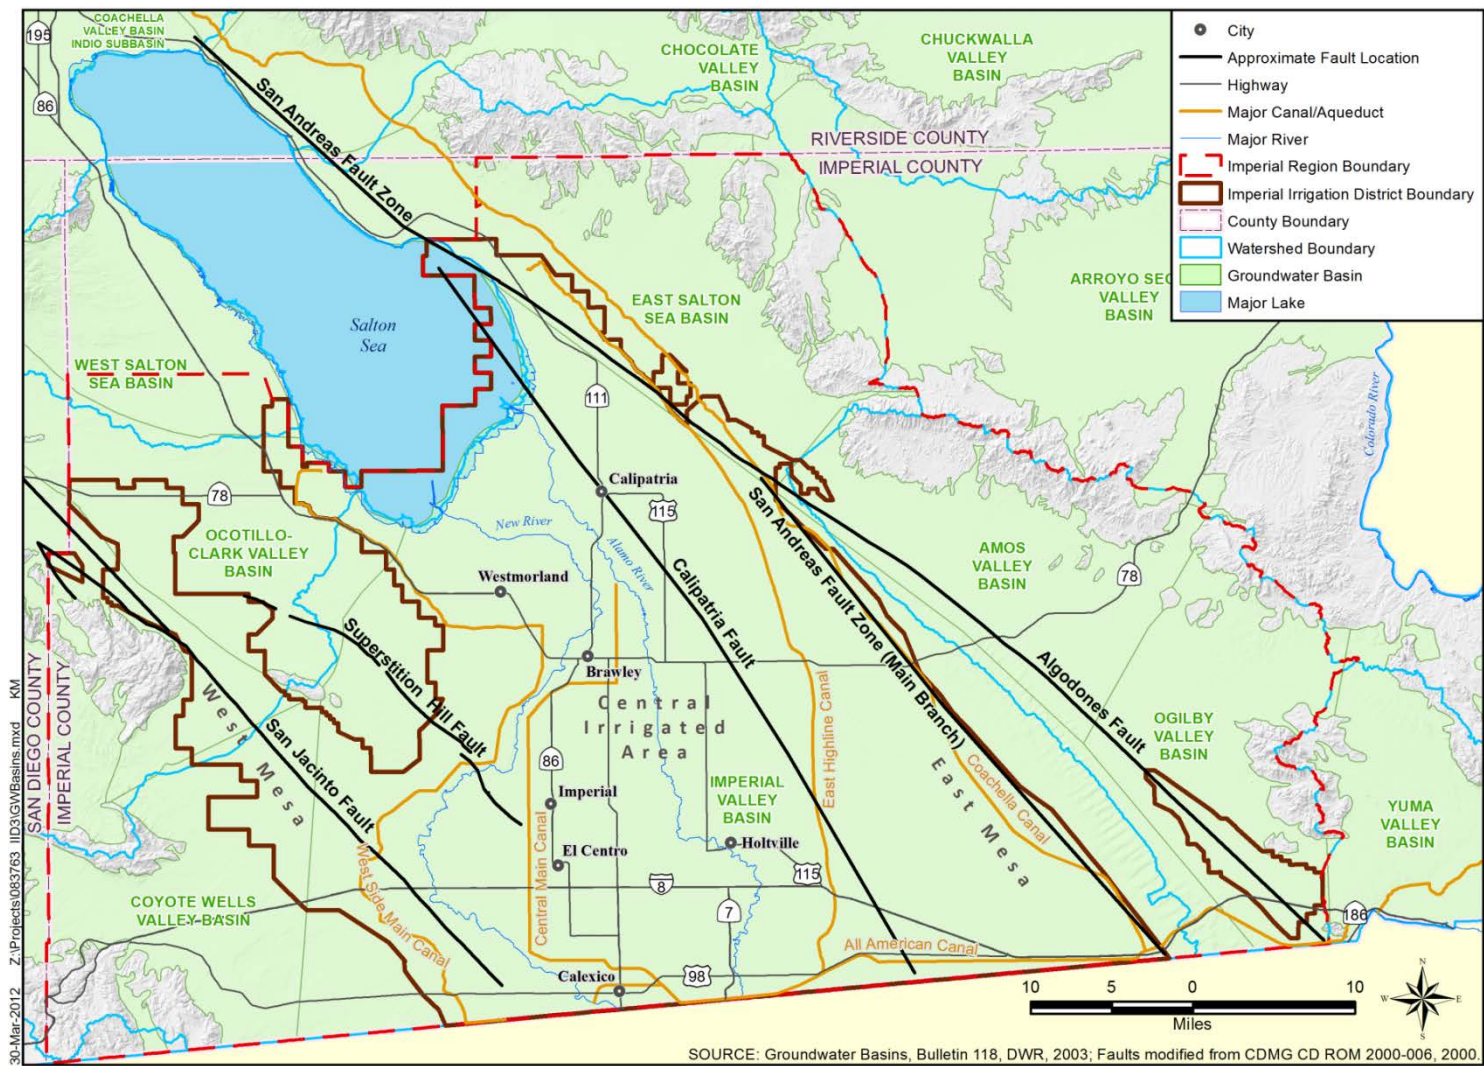 COACHELLA
VALLEY BASIN
INDIO SUBBASIN
195
86
CHOCOLATE
VALLEY
BASIN
CHUCKWALLA
VALLEY
BASIN
City
Approximate Fault Location
Highway
Major Canal/Aqueduct
Major River
Imperial Region Boundary
Imperial Irrigation District Boundary
County Boundary
Watershed Boundary
Groundwater Basin
Major Lake
San Andreas Fault Zone
RIVERSIDE COUNTY
IMPERIAL COUNTY
ARROYO SEC
VALLEY
BASIN
EAST SALTON
SEA BASIN
Salton
Sea
WEST SALTON
SEA BASIN
111
Colorado River
Calipatria
78
115
New River
Alamo River
OCOTILLO-
CLARK VALLEY
BASIN
San Andreas Fault Zone (Main Branch)
AMOS
VALLEY
BASIN
78
Westmorland
Calipatria Fault
Superstition Hill Fault
Brawley
Algodones Fault
West Mesa
Central
Irrigated
Area
San Jacinto Fault
OGILBY
VALLEY
BASIN
86
East Highline Canal
Coachella Canal
East Mesa
IMPERIAL
VALLEY
BASIN
Imperial
YUMA
VALLEY
BASIN
SAN DIEGO COUNTY
IMPERIAL COUNTY
El Centro
Holtville
West Side Main Canal
Central Main Canal
115
8
COYOTE WELLS
VALLEY BASIN
7
186
All American Canal
Calexico
98
10
5
0
10
Miles
N
W
E
S
30-Mar-2012 Z:\Projects\083763 IID3\GWBasins.mxd KM
SOURCE: Groundwater Basins, Bulletin 118, DWR, 2003; Faults modified from CDMG CD ROM 2000-006, 2000.